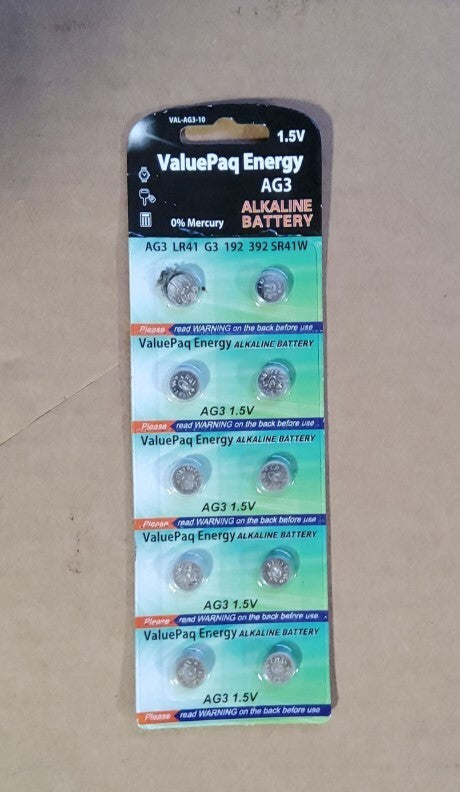 VAL-AG3-10
1.5V
ValuePaq Energy
AG3
ALKALINE
BATTERY
0% Mercury
AG3 LR41 G3 192 392 SR41W
Please read WARNING on the back before use
ValuePaq Energy ALKALINE BATTERY
AG3 1.5V
Please read WARNING on the back before use
ValuePaq Energy ALKALINE BATTERY
AG3 1.5V
Please read WARNING on the back before use
ValuePaq Energy ALKALINE BATTERY
AG3 1.5V
Please read WARNING on the back before use
ValuePaq Energy ALKALINE BATTERY
AG3 1.5V
Please read WARNING on the back before use